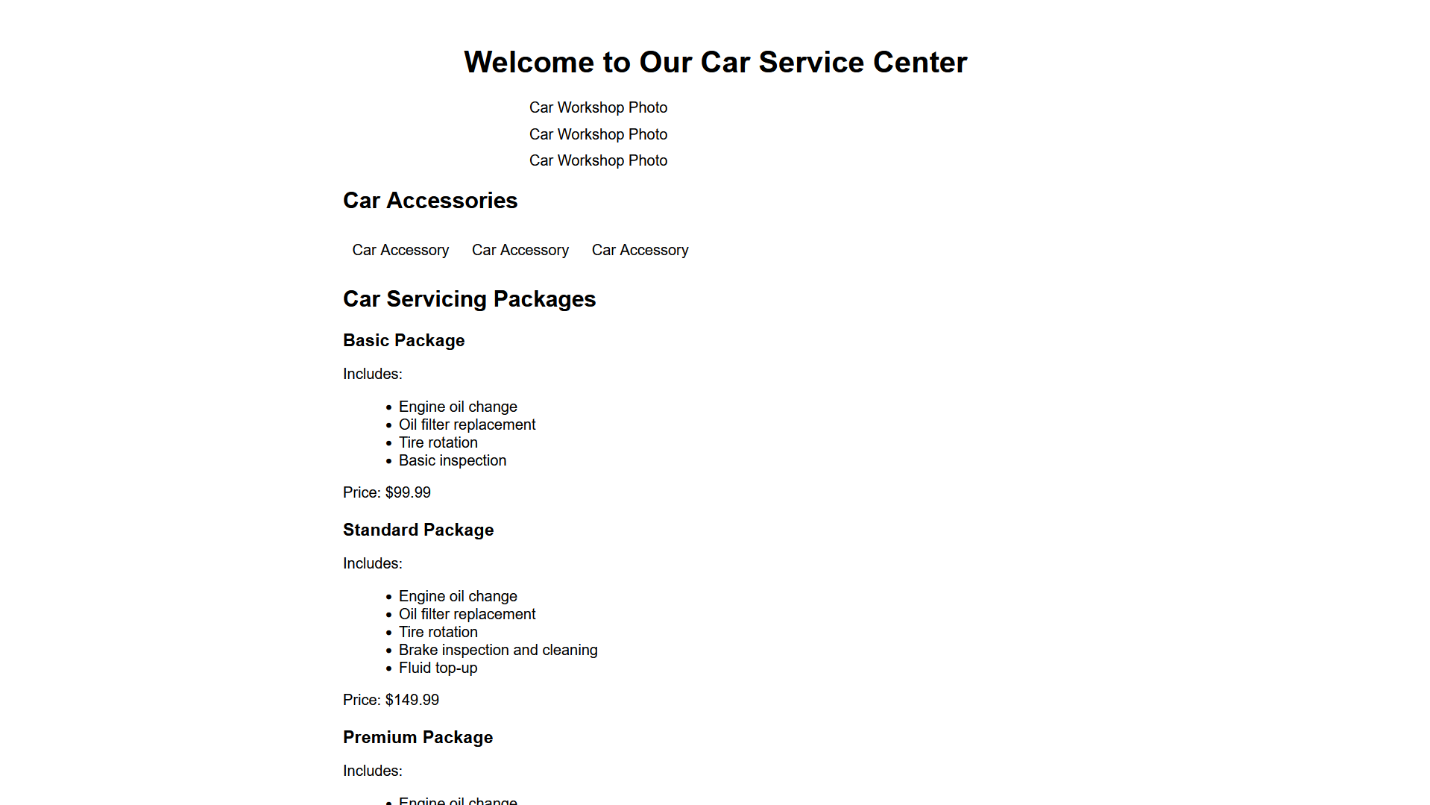 Welcome to Our Car Service Center
Car Workshop Photo
Car Workshop Photo
Car Workshop Photo
Car Accessories
Car Accessory Car Accessory Car Accessory
Car Servicing Packages
Basic Package
Includes:
• Engine oil change
• Oil filter replacement
• Tire rotation
• Basic inspection
Price: $99.99
Standard Package
Includes:
• Engine oil change
• Oil filter replacement
• Tire rotation
• Brake inspection and cleaning
• Fluid top-up
Price: $149.99
Premium Package
Includes:
• Engine oil change